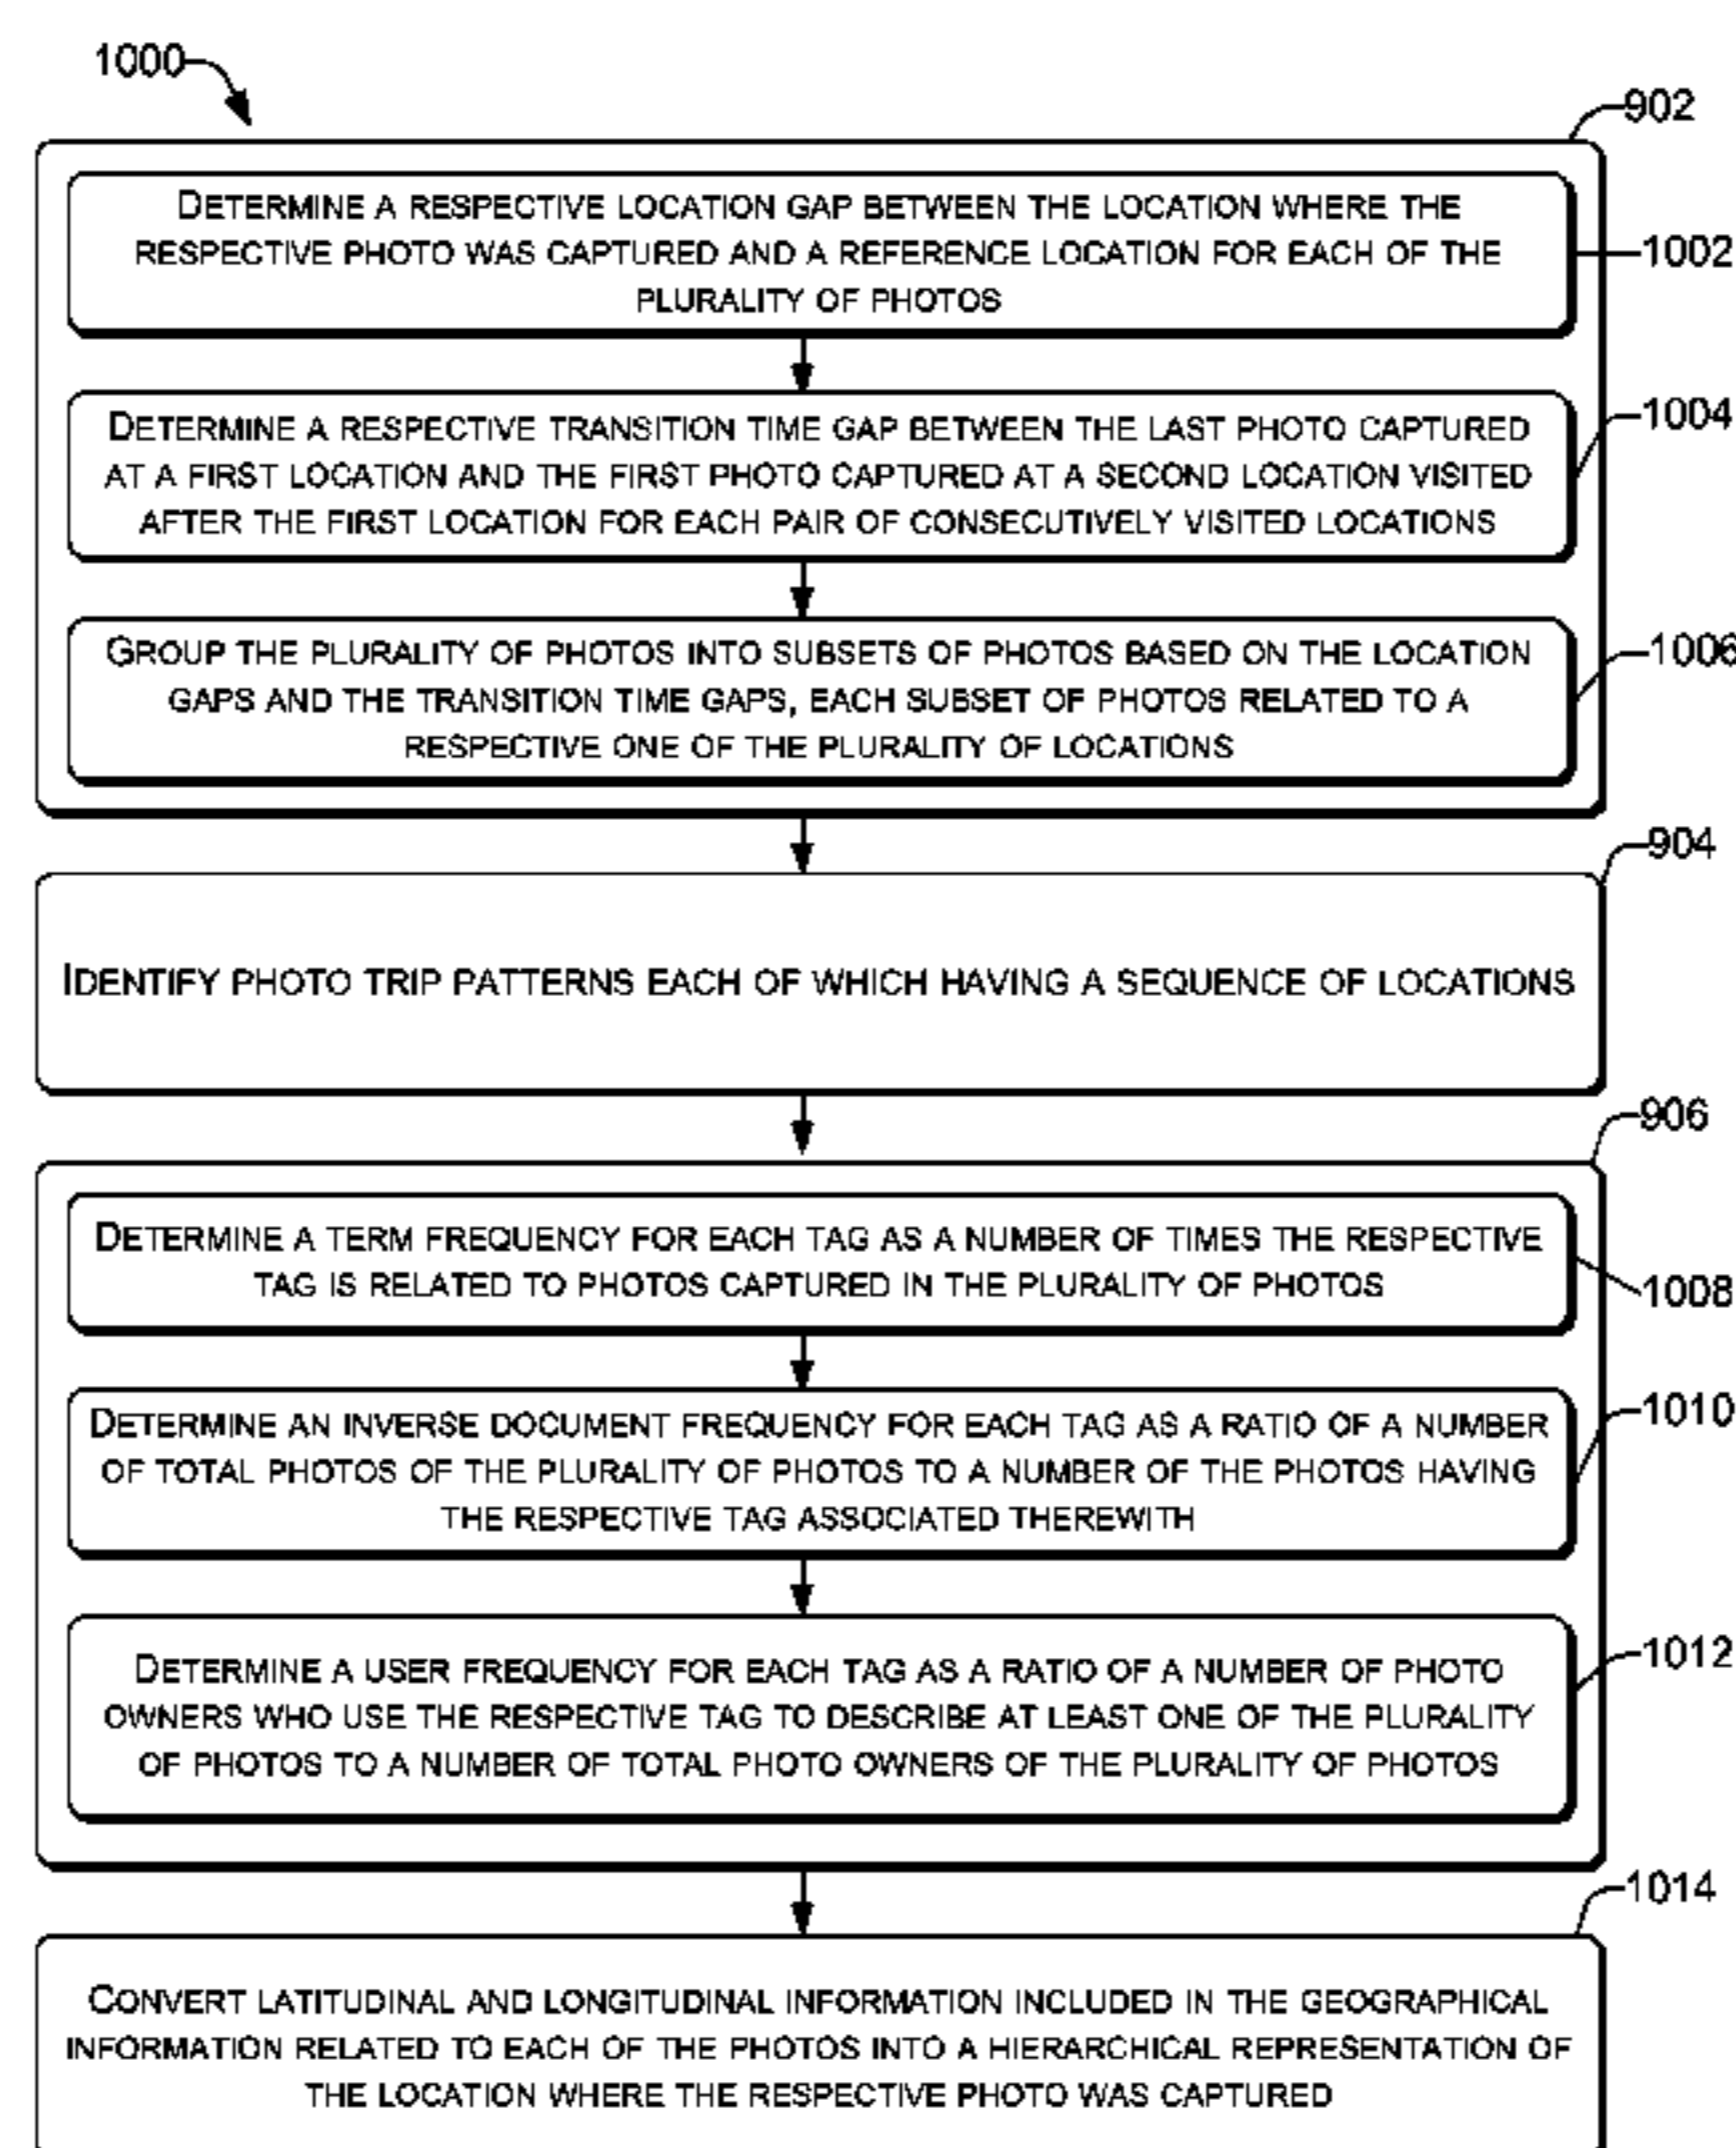 1000
902
DETERMINE A RESPECTIVE LOCATION GAP BETWEEN THE LOCATION WHERE THE
RESPECTIVE PHOTO WAS CAPTURED AND A REFERENCE LOCATION FOR EACH OF THE
PLURALITY OF PHOTOS
1002
DETERMINE A RESPECTIVE TRANSITION TIME GAP BETWEEN THE LAST PHOTO CAPTURED
AT A FIRST LOCATION AND THE FIRST PHOTO CAPTURED AT A SECOND LOCATION VISITED
AFTER THE FIRST LOCATION FOR EACH PAIR OF CONSECUTIVELY VISITED LOCATIONS
1004
GROUP THE PLURALITY OF PHOTOS INTO SUBSETS OF PHOTOS BASED ON THE LOCATION
GAPS AND THE TRANSITION TIME GAPS, EACH SUBSET OF PHOTOS RELATED TO A
RESPECTIVE ONE OF THE PLURALITY OF LOCATIONS
1006
904
IDENTIFY PHOTO TRIP PATTERNS EACH OF WHICH HAVING A SEQUENCE OF LOCATIONS
906
DETERMINE A TERM FREQUENCY FOR EACH TAG AS A NUMBER OF TIMES THE RESPECTIVE
TAG IS RELATED TO PHOTOS CAPTURED IN THE PLURALITY OF PHOTOS
1008
DETERMINE AN INVERSE DOCUMENT FREQUENCY FOR EACH TAG AS A RATIO OF A NUMBER
OF TOTAL PHOTOS OF THE PLURALITY OF PHOTOS TO A NUMBER OF THE PHOTOS HAVING
THE RESPECTIVE TAG ASSOCIATED THEREWITH
1010
DETERMINE A USER FREQUENCY FOR EACH TAG AS A RATIO OF A NUMBER OF PHOTO
OWNERS WHO USE THE RESPECTIVE TAG TO DESCRIBE AT LEAST ONE OF THE PLURALITY
OF PHOTOS TO A NUMBER OF TOTAL PHOTO OWNERS OF THE PLURALITY OF PHOTOS
1012
1014
CONVERT LATITUDINAL AND LONGITUDINAL INFORMATION INCLUDED IN THE GEOGRAPHICAL
INFORMATION RELATED TO EACH OF THE PHOTOS INTO A HIERARCHICAL REPRESENTATION OF
THE LOCATION WHERE THE RESPECTIVE PHOTO WAS CAPTURED